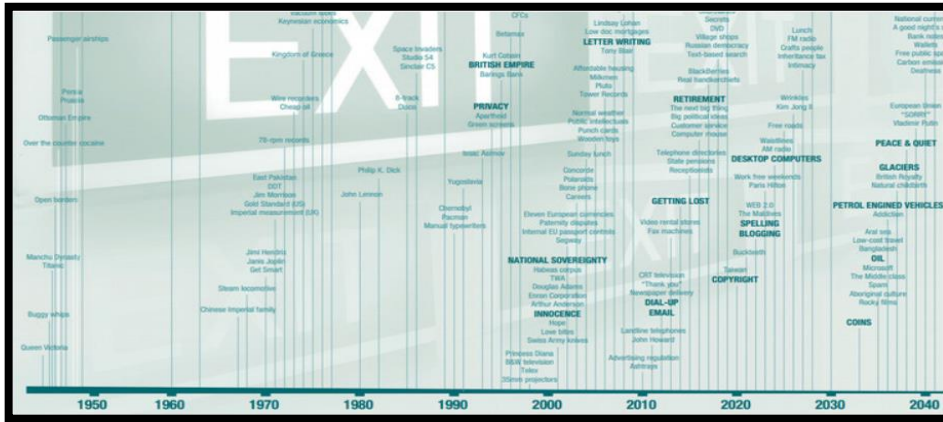 EXIT
Vacuum tubes
Keynesian economics
Passenger airships
Kingdom of Greece
Persia
Prussia
Wire recorders
Cheap oil
Ottoman Empire
Over the counter cocaine
78-rpm records
East Pakistan
DDT
Jim Morrison
Gold Standard (US)
Imperial measurement (UK)
Open borders
Manchu Dynasty
Titanic
Jimi Hendrix
Janis Joplin
Get Smart
Steam locomotive
Chinese Imperial family
Buggy whips
Queen Victoria
Space Invaders
Studio 54
Sinclair C5
8-track
Philip K. Dick
John Lennon
CFCs
Betamax
Kurt Cobain
BRITISH EMPIRE
Barings Bank
PRIVACY
Apartheid
Green screens
Isaac Asimov
Yugoslavia
Chernobyl
Pacman
Manual typewriters
Lindsay Lohan
Low doc mortgages
LETTER WRITING
Tony Blair
Affordable housing
Milkmen
Pluto
Tower Records
Normal weather
Public intellectuals
Punch cards
Wooden toys
Sunday lunch
Concorde
Polaroids
Careers
Eleven European currencies
Paternity disputes
Internal EU passport controls
Segway
NATIONAL SOVEREIGNTY
Habeas corpus
TWA
Douglas Adams
Enron Corporation
Arthur Anderson
INNOCENCE
Hope
Love bites
Swiss Army knives
Princess Diana
B&W television
Telex
35mm projectors
Secrets
DVD
Village shops
Russian democracy
Text-based search
BlackBerries
Real handkerchiefs
RETIREMENT
The next big thing
Big political ideas
Customer service
Computer mouse
Telephone directories
State pensions
Receptionists
GETTING LOST
Video rental stores
Fax machines
CRT television
"Thank you"
Newspaper delivery
DIAL-UP
EMAIL
Landline telephones
John Howard
Advertising regulation
Ashtrays
Lunch
FM radio
Crafts people
Inheritance tax
Intimacy
Wrinkles
Kim Jong Il
Free roads
Waistlines
AM radio
DESKTOP COMPUTERS
Work free weekends
Paris Hilton
WEB 2.0
The Maldives
SPELLING
BLOGGING
Taiwan
COPYRIGHT
National curren
A good night's s
Bank notes
Wallets
Free public spa
Carbon emiss
Deafness
European Union
"SORRY"
Vladimir Putin
PEACE & QUIET
GLACIERS
British Royalty
Natural childbirth
PETROL ENGINED VEHICLES
Addiction
Aral sea
Low-cost travel
Bangladesh
OIL
Microsoft
The Middle class
Spam
Aboriginal culture
Rocky films
COINS
1950 1960 1970 1980 1990 2000 2010 2020 2030 2040